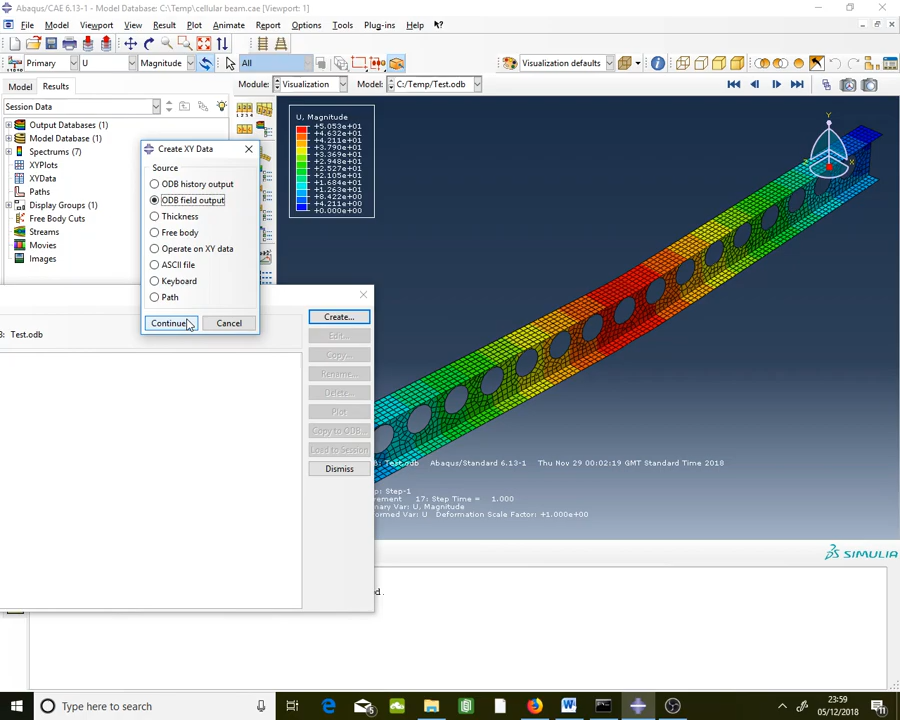 Abaqus/CAE 6.13-1 - Model Database: C:\Temp\cellular beam.cae [Viewport: 1]
File Model Viewport View Result Plot Animate Report Options Tools Plug-ins Help
Primary U Magnitude All Visualization defaults
Model Results Module: Visualization Model: C:/Temp/Test.odb
Session Data
Output Databases (1)
Model Database (1)
Spectrums (7)
XYPlots
XYData
Paths
Display Groups (1)
Free Body Cuts
Streams
Movies
Images
Create XY Data
Source
ODB history output
ODB field output
Thickness
Free body
Operate on XY data
ASCII file
Keyboard
Path
Continue...
Cancel
Test.odb
Create...
Edit...
Copy...
Rename...
Delete...
Plot
Copy to ODB...
Load to Session
Dismiss
U, Magnitude
+5.053e+01
+4.632e+01
+4.211e+01
+3.790e+01
+3.369e+01
+2.948e+01
+2.527e+01
+2.105e+01
+1.684e+01
+1.263e+01
+8.422e+00
+4.211e+00
+0.000e+00
Y
X
Z
Test.odb Abaqus/Standard 6.13-1 Thu Nov 29 00:02:19 GMT Standard Time 2018
Step-1
17: Step Time = 1.000
Var: U, Magnitude
Var: U Deformation Scale Factor: +1.000e+00
SIMULIA
Type here to search
23:59
05/12/2018